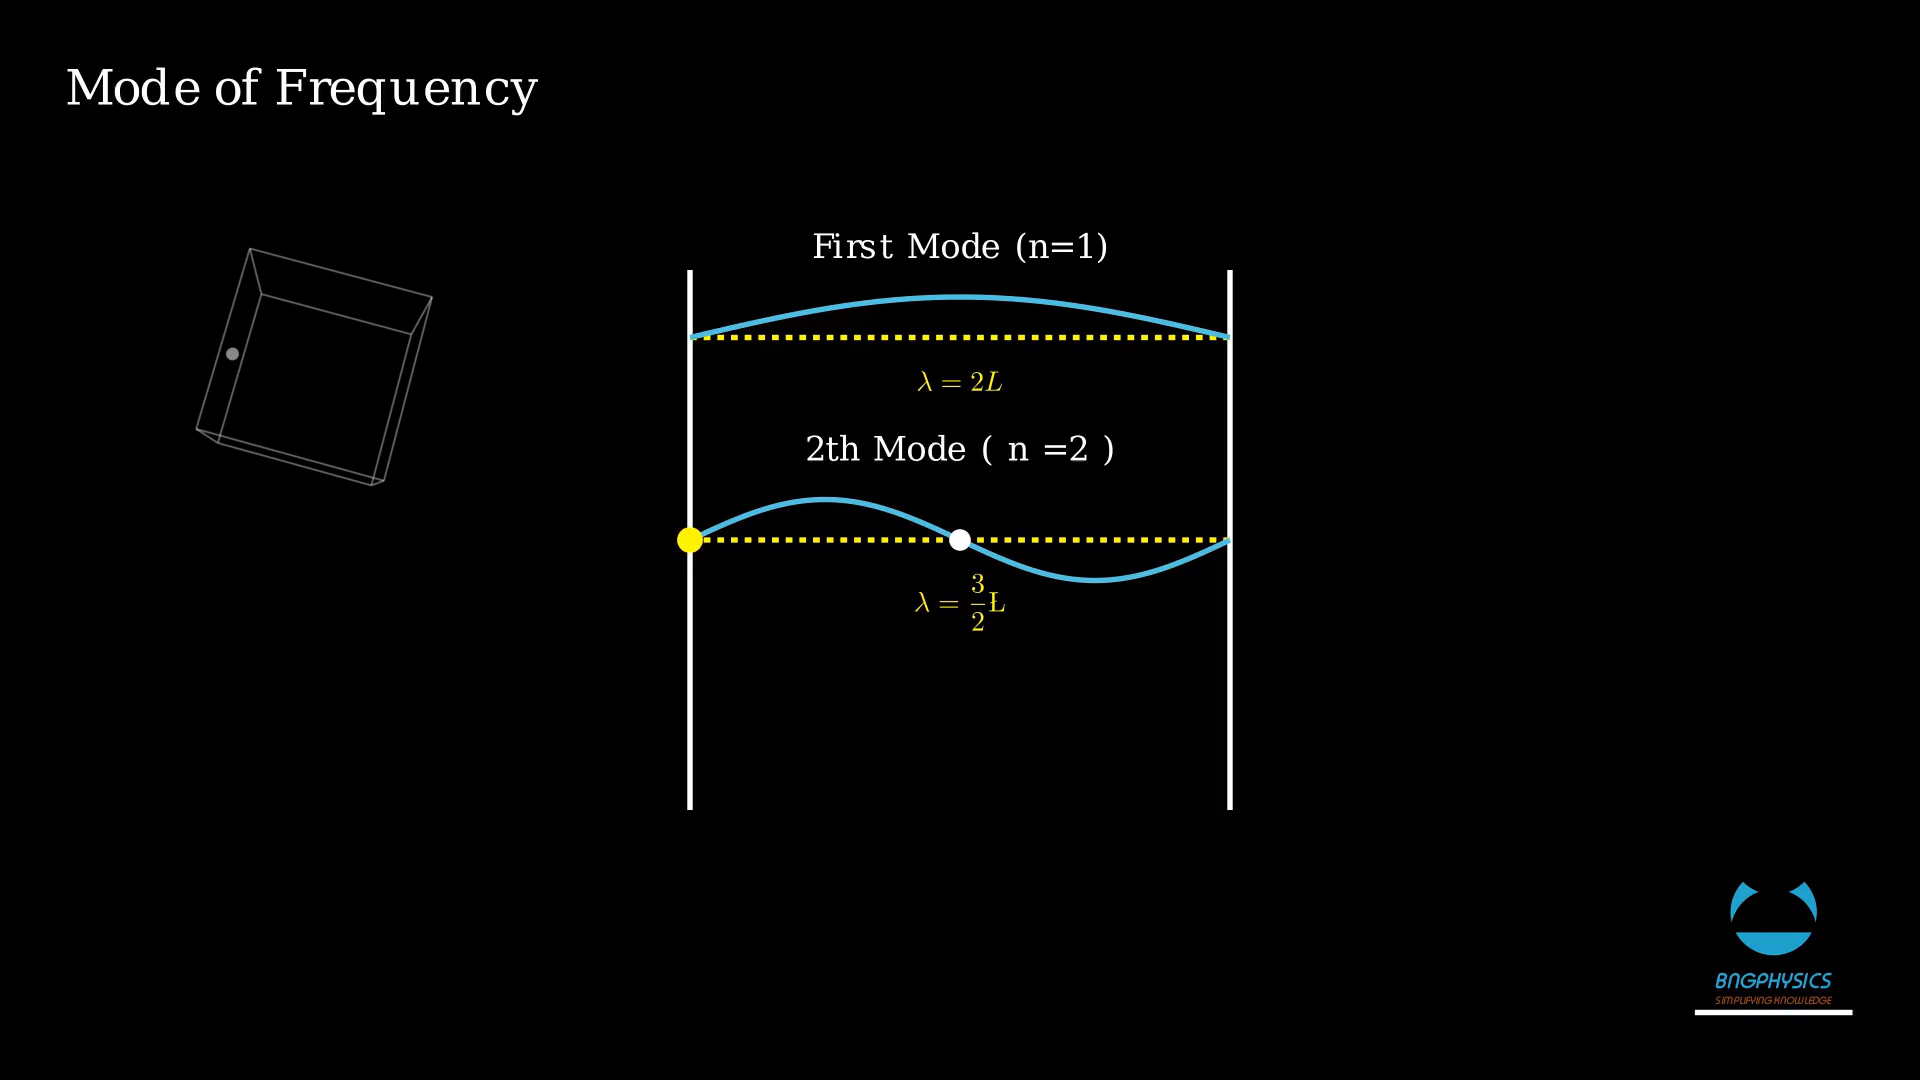 Mode of Frequency
First Mode (n=1)
λ = 2L
2th Mode ( n =2 )
λ = 3/2 Ł
BNGPHYSICS
SIMPLIFYING KNOWLEDGE